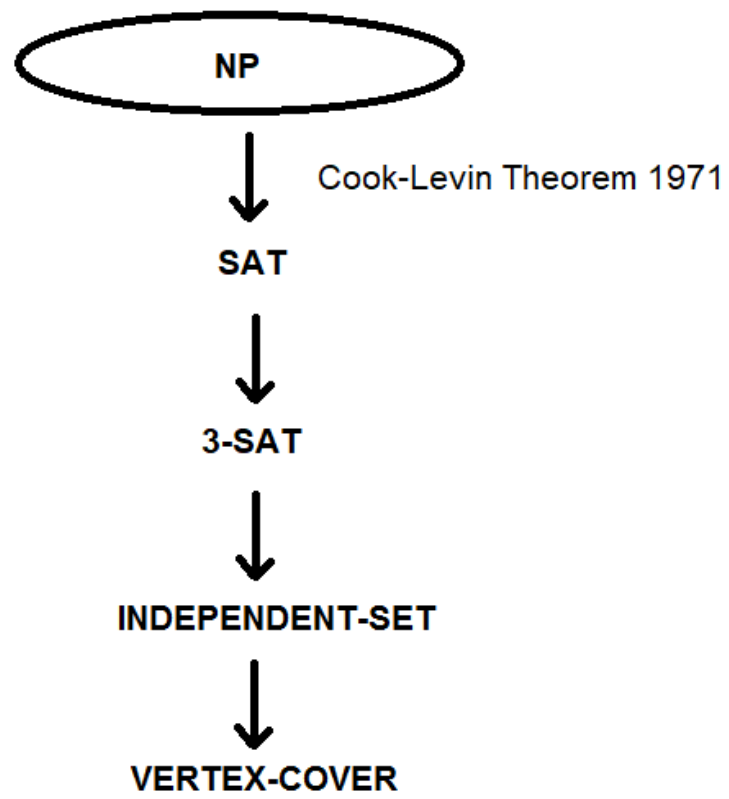 NP
Cook-Levin Theorem 1971
SAT
3-SAT
INDEPENDENT-SET
VERTEX-COVER